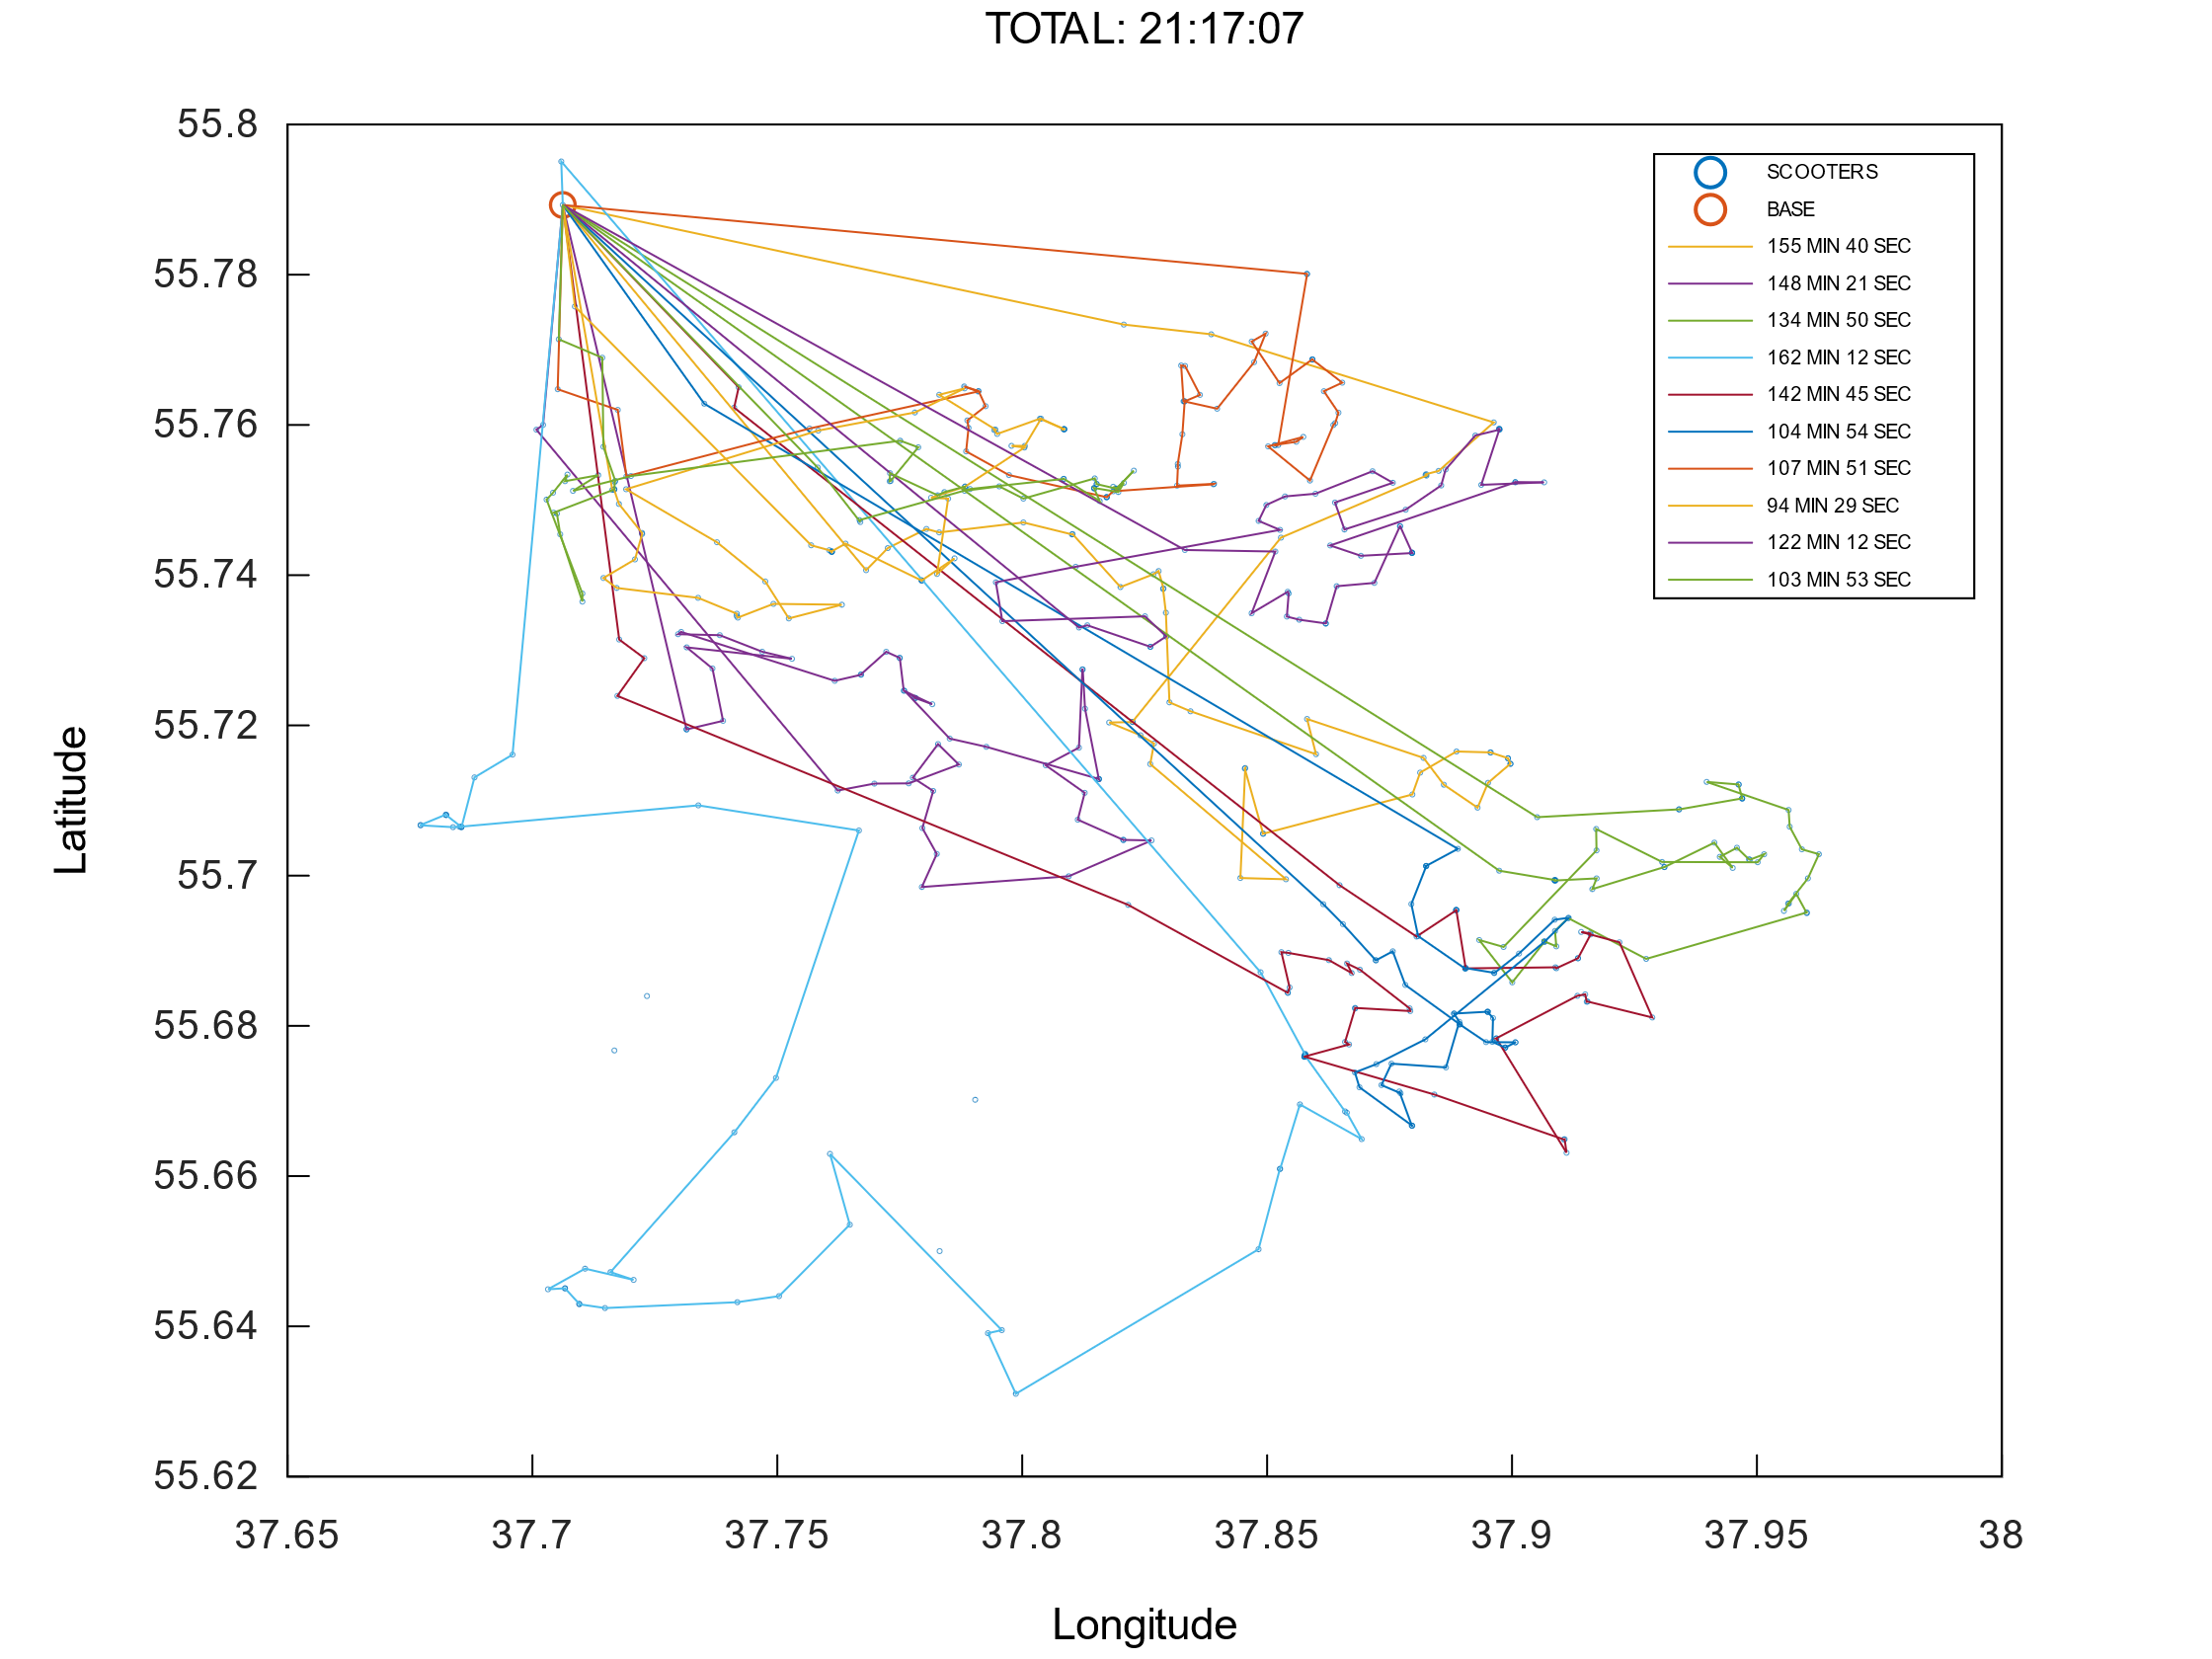 TOTAL: 21:17:07
55.8
55.78
55.76
55.74
55.72
55.7
55.68
55.66
55.64
55.62
Latitude
SCOOTERS
BASE
155 MIN 40 SEC
148 MIN 21 SEC
134 MIN 50 SEC
162 MIN 12 SEC
142 MIN 45 SEC
104 MIN 54 SEC
107 MIN 51 SEC
94 MIN 29 SEC
122 MIN 12 SEC
103 MIN 53 SEC
37.65 37.7 37.75 37.8 37.85 37.9 37.95 38
Longitude